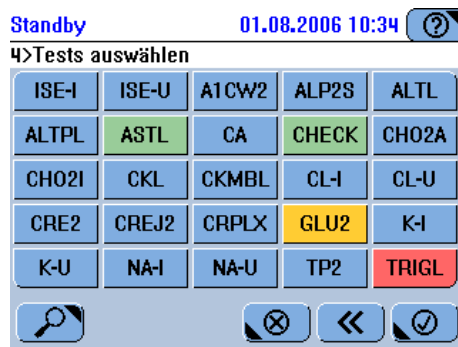 Standby 01.08.2006 10:34 ?
4>Tests auswählen
ISE-I ISE-U A1CW2 ALP2S ALTL
ALTPL ASTL CA CHECK CHO2A
CHO2I CKL CKMBL CL-I CL-U
CRE2 CREJ2 CRPLX GLU2 K-I
K-U NA-I NA-U TP2 TRIGL